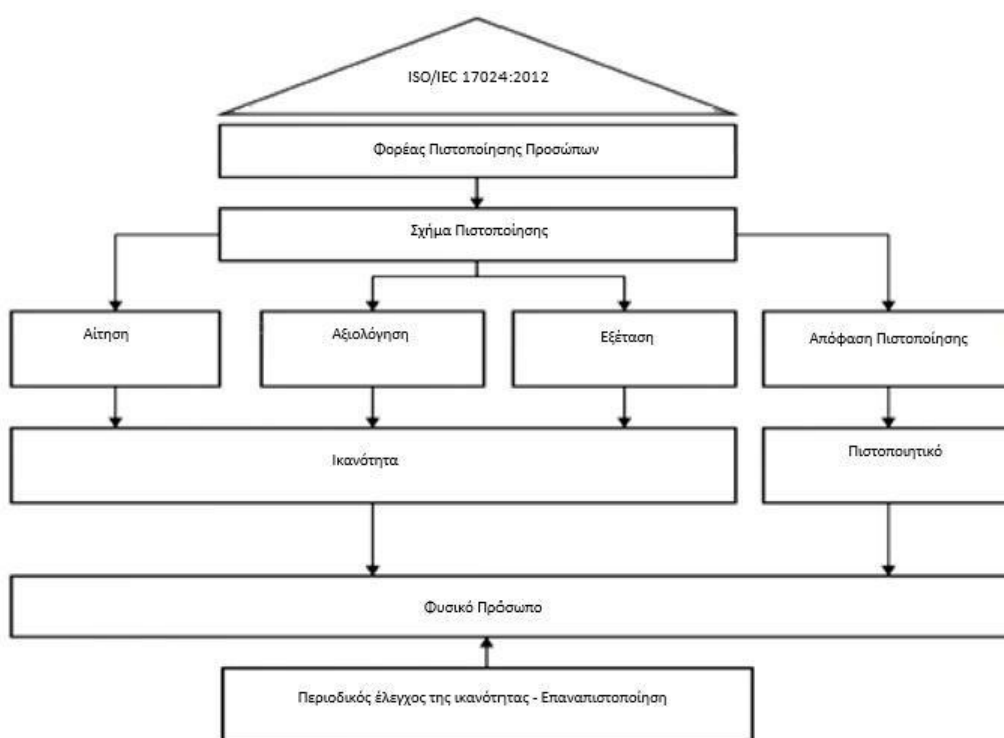 ISO/IEC 17024:2012
Φορέας Πιστοποίησης Προσώπων
Σχήμα Πιστοποίησης
Αίτηση
Αξιολόγηση
Εξέταση
Απόφαση Πιστοποίησης
Ικανότητα
Πιστοποιητικό
Φυσικό Πρόσωπο
Περιοδικός έλεγχος της ικανότητας - Επαναπιστοποίηση